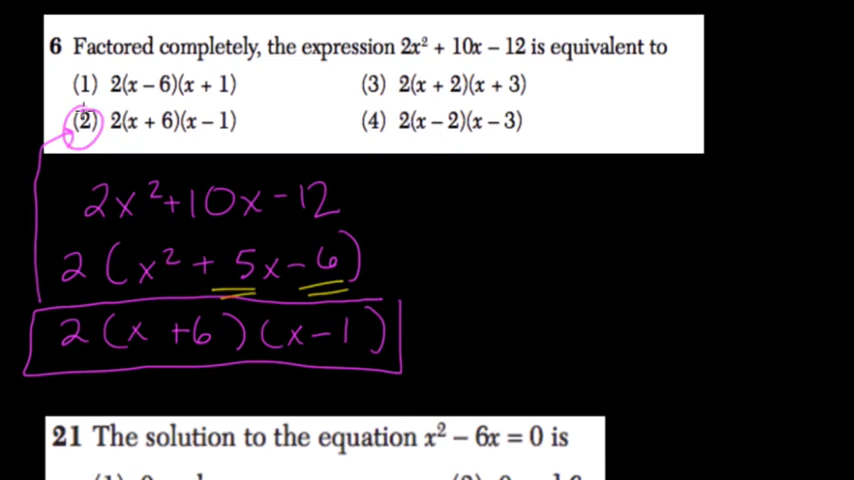 6 Factored completely, the expression 2x² + 10x – 12 is equivalent to
(1) 2(x – 6)(x + 1) (3) 2(x + 2)(x + 3)
(2) 2(x + 6)(x – 1) (4) 2(x – 2)(x – 3)
2x²+10x-12
2(x² + 5x-6)
2(x +6)(x-1)
21 The solution to the equation x² – 6x = 0 is